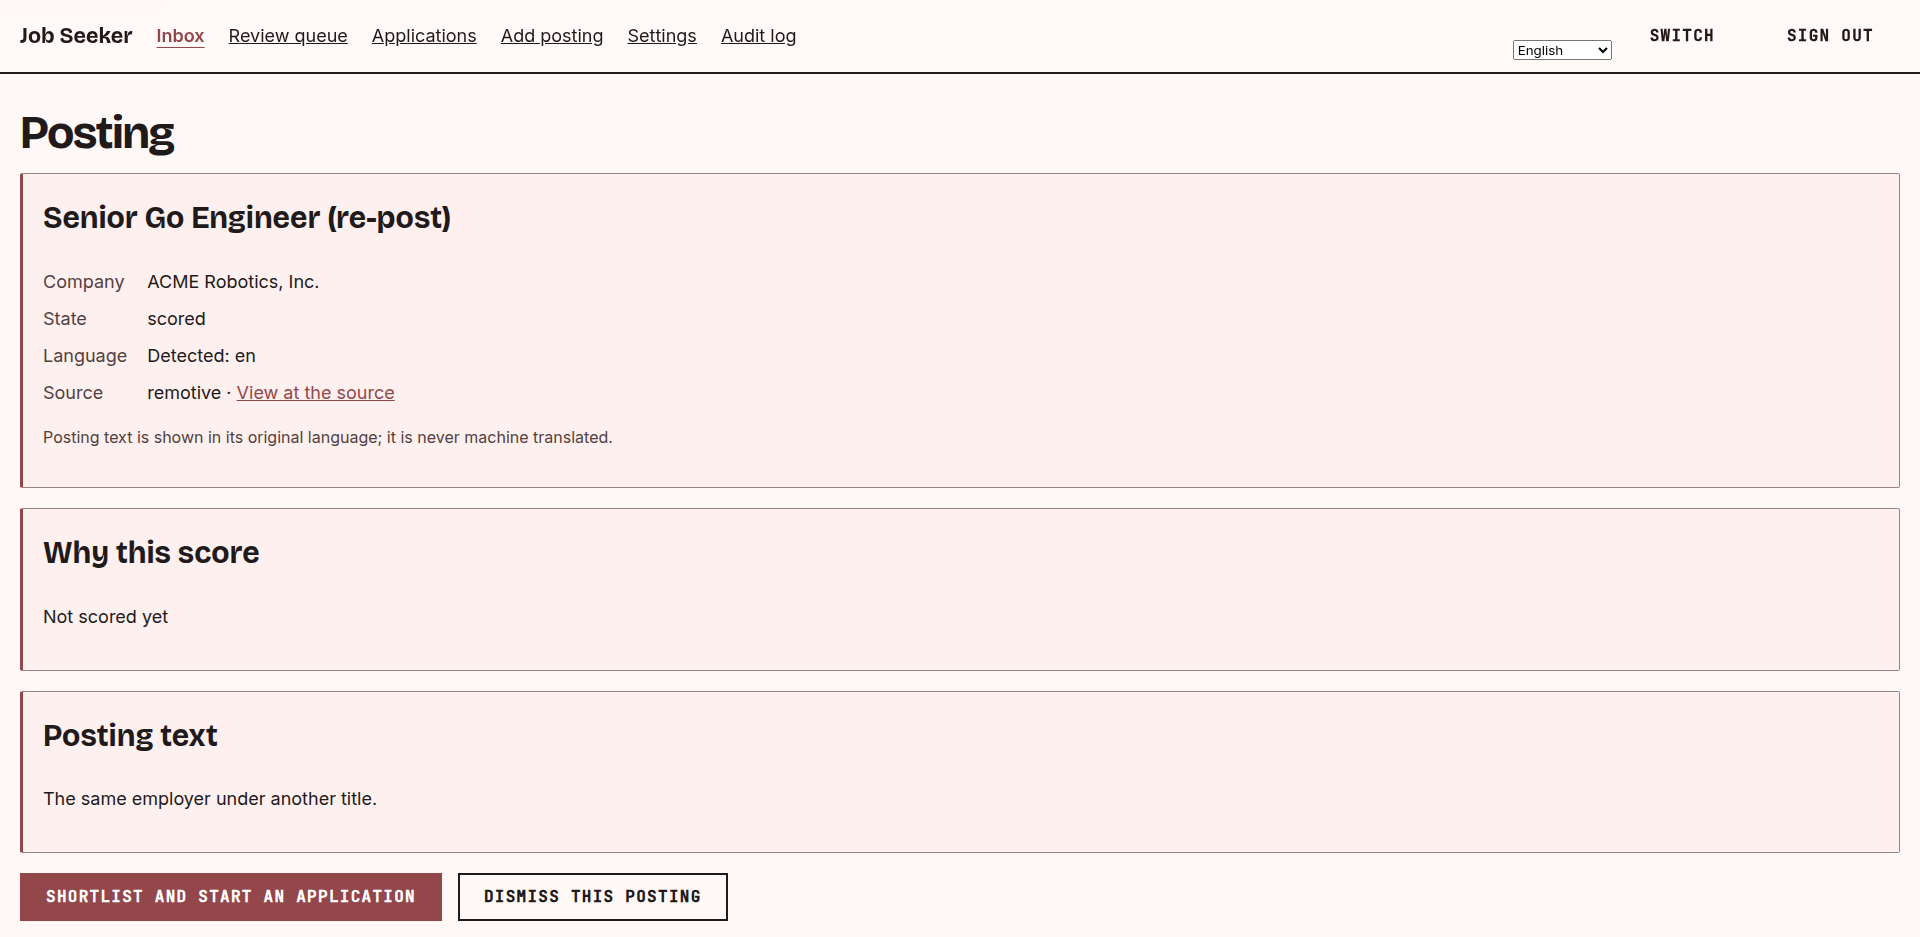 Job Seeker Inbox Review queue Applications Add posting Settings Audit log English SWITCH SIGN OUT
Posting
Senior Go Engineer (re-post)
Company ACME Robotics, Inc.
State scored
Language Detected: en
Source remotive · View at the source
Posting text is shown in its original language; it is never machine translated.
Why this score
Not scored yet
Posting text
The same employer under another title.
SHORTLIST AND START AN APPLICATION DISMISS THIS POSTING